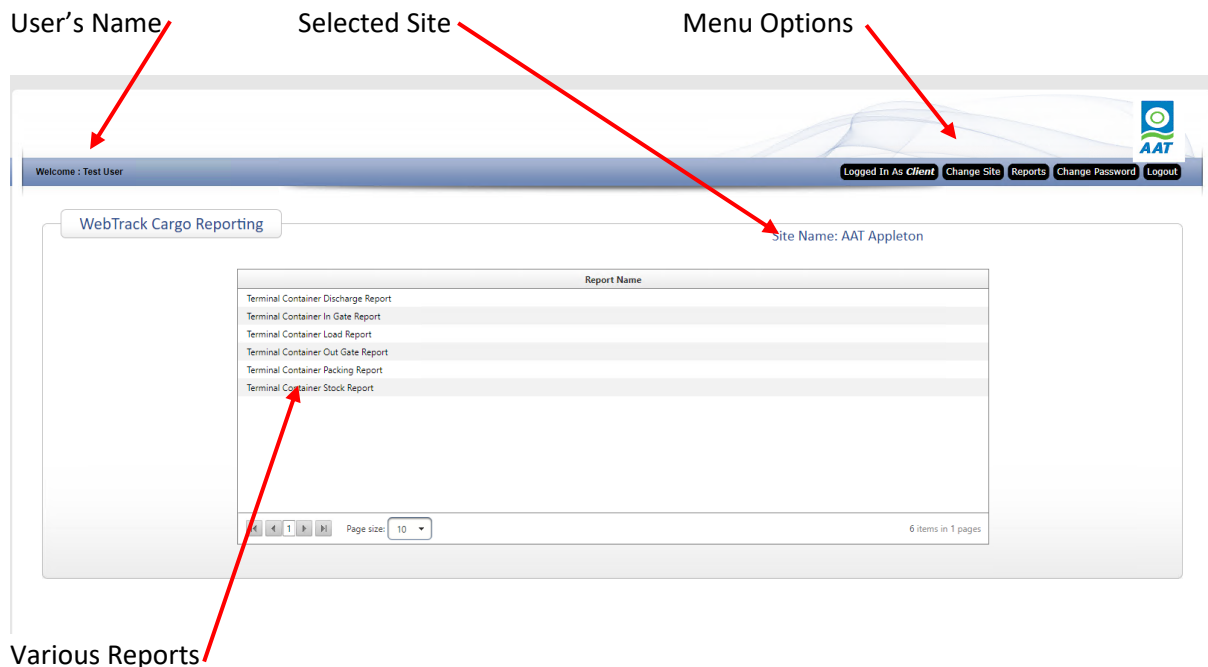 User’s Name Selected Site Menu Options
AAT
Welcome : Test User Logged In As Client Change Site Reports Change Password Logout
WebTrack Cargo Reporting
Site Name: AAT Appleton
Report Name
Terminal Container Discharge Report
Terminal Container In Gate Report
Terminal Container Load Report
Terminal Container Out Gate Report
Terminal Container Packing Report
Terminal Container Stock Report
1 Page size: 10 6 items in 1 pages
Various Reports